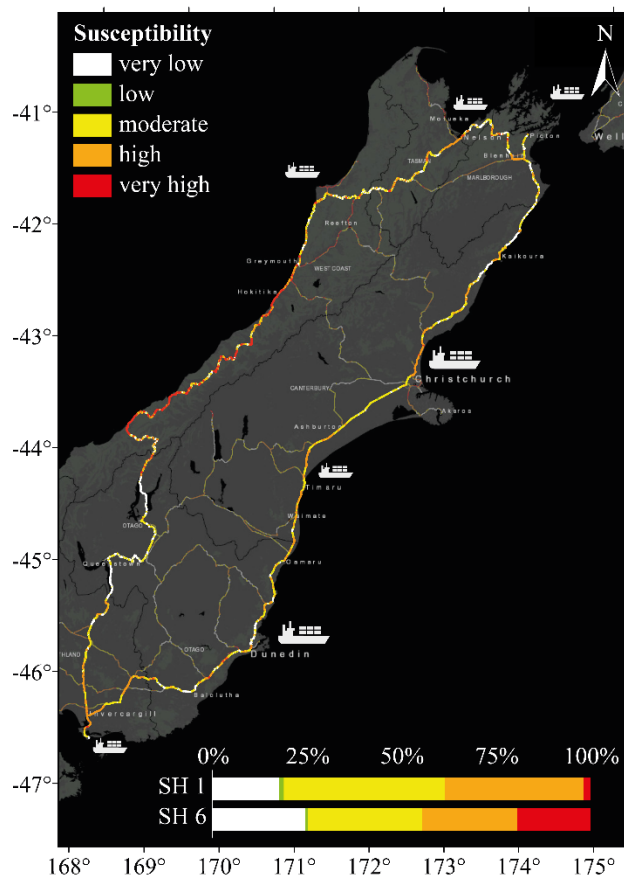 Susceptibility
very low
low
moderate
high
very high
N
-41°
-42°
-43°
-44°
-45°
-46°
-47°
Motueka
Nelson
Picton
Well
TASMAN
Blenheim
MARLBOROUGH
Reefton
Kaikoura
Greymouth
WEST COAST
Hokitika
Christchurch
CANTERBURY
Akaroa
Ashburton
Timaru
Waimate
OTAGO
Oamaru
Queenstown
OTAGO
Dunedin
HLAND
Balclutha
Invercargill
0% 25% 50% 75% 100%
SH 1
SH 6
168° 169° 170° 171° 172° 173° 174° 175°